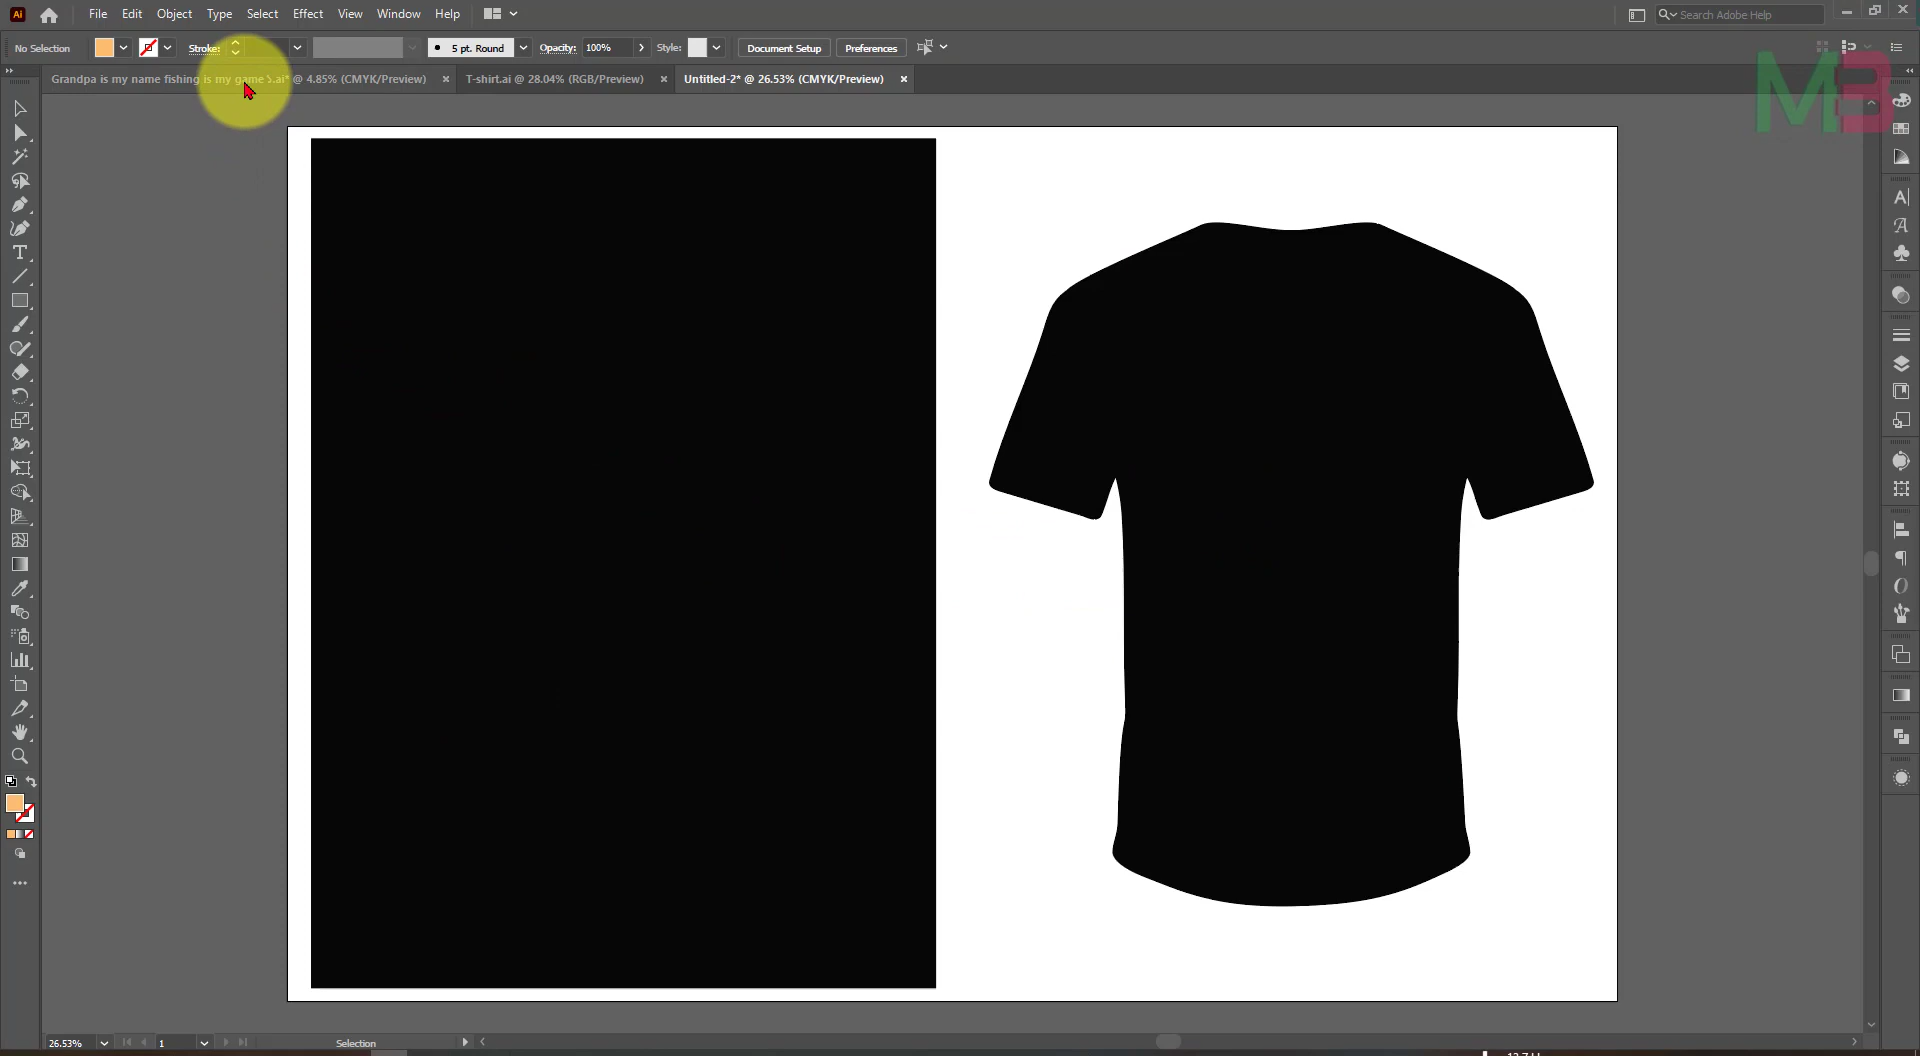 Ai File Edit Object Type Select Effect View Window Help Search Adobe Help
No Selection Stroke: 5 pt. Round Opacity: 100% Style: Document Setup Preferences
Grandpa is my name fishing is my game @ 4.85% (CMYK/Preview) T-shirt.ai @ 28.04% (RGB/Preview) Untitled-2* @ 26.53% (CMYK/Preview)
MB
26.53% 1 Selection